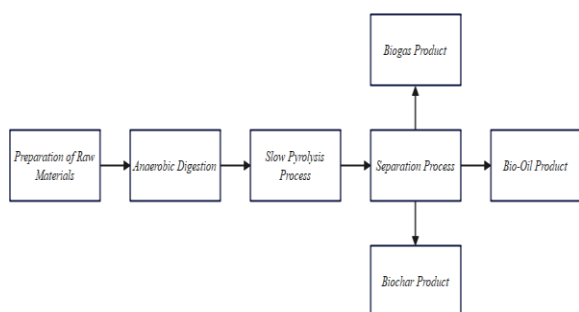 Biogas Product
Preparation of Raw
Materials
Anaerobic Digestion
Slow Pyrolysis
Process
Separation Process
Bio-Oil Product
Biochar Product